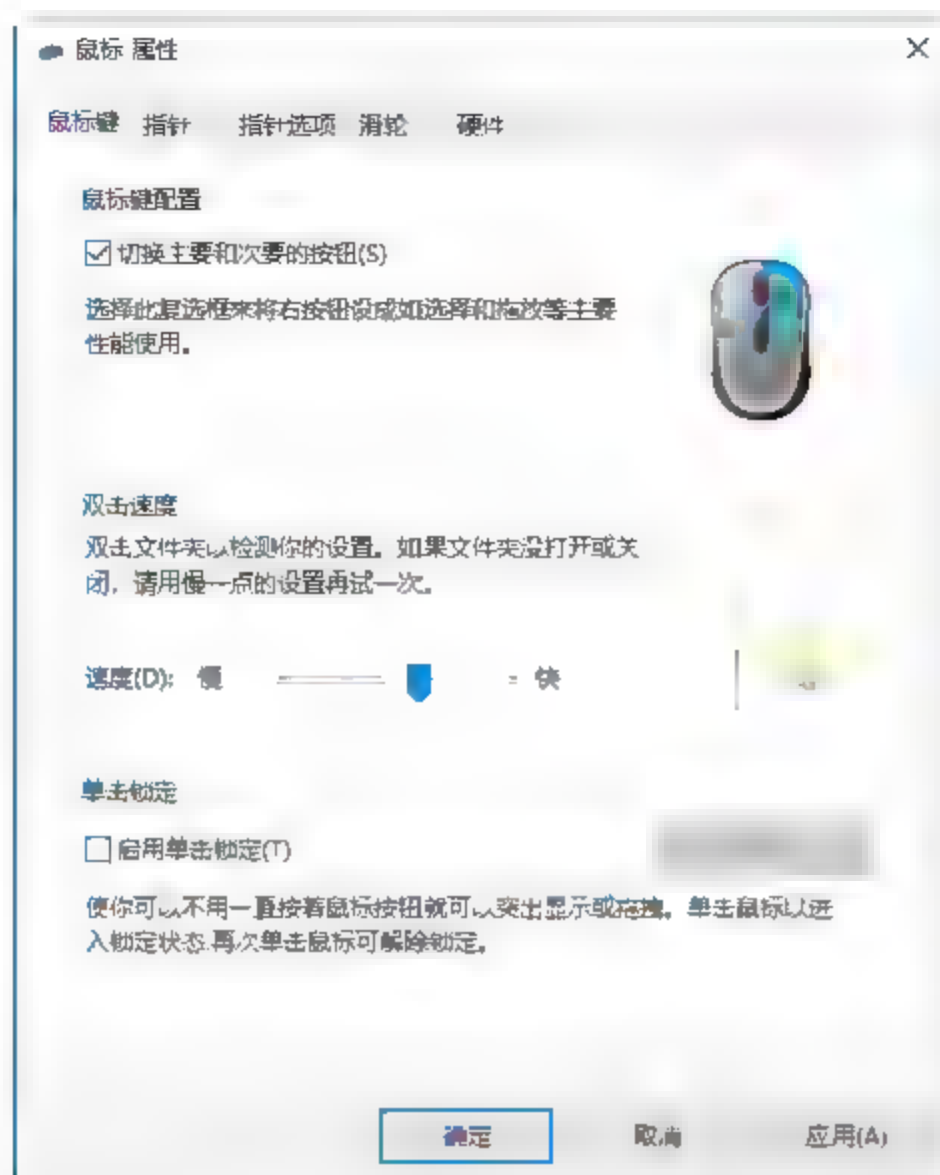 鼠标 属性
鼠标键 指针 指针选项 滑轮 硬件
鼠标键配置
切换主要和次要的按钮(S)
选择此复选框来将右按钮设成如选择和拖放等主要
性能使用。
双击速度
双击文件夹以检测你的设置。如果文件夹没打开或关
闭，请用慢一点的设置再试一次。
速度(D): 慢 快
单击锁定
启用单击锁定(T)
使你可以不用一直按着鼠标按钮就可以突出显示或拖拽。单击鼠标以进
入锁定状态.再次单击鼠标可解除锁定。
确定 取消 应用(A)